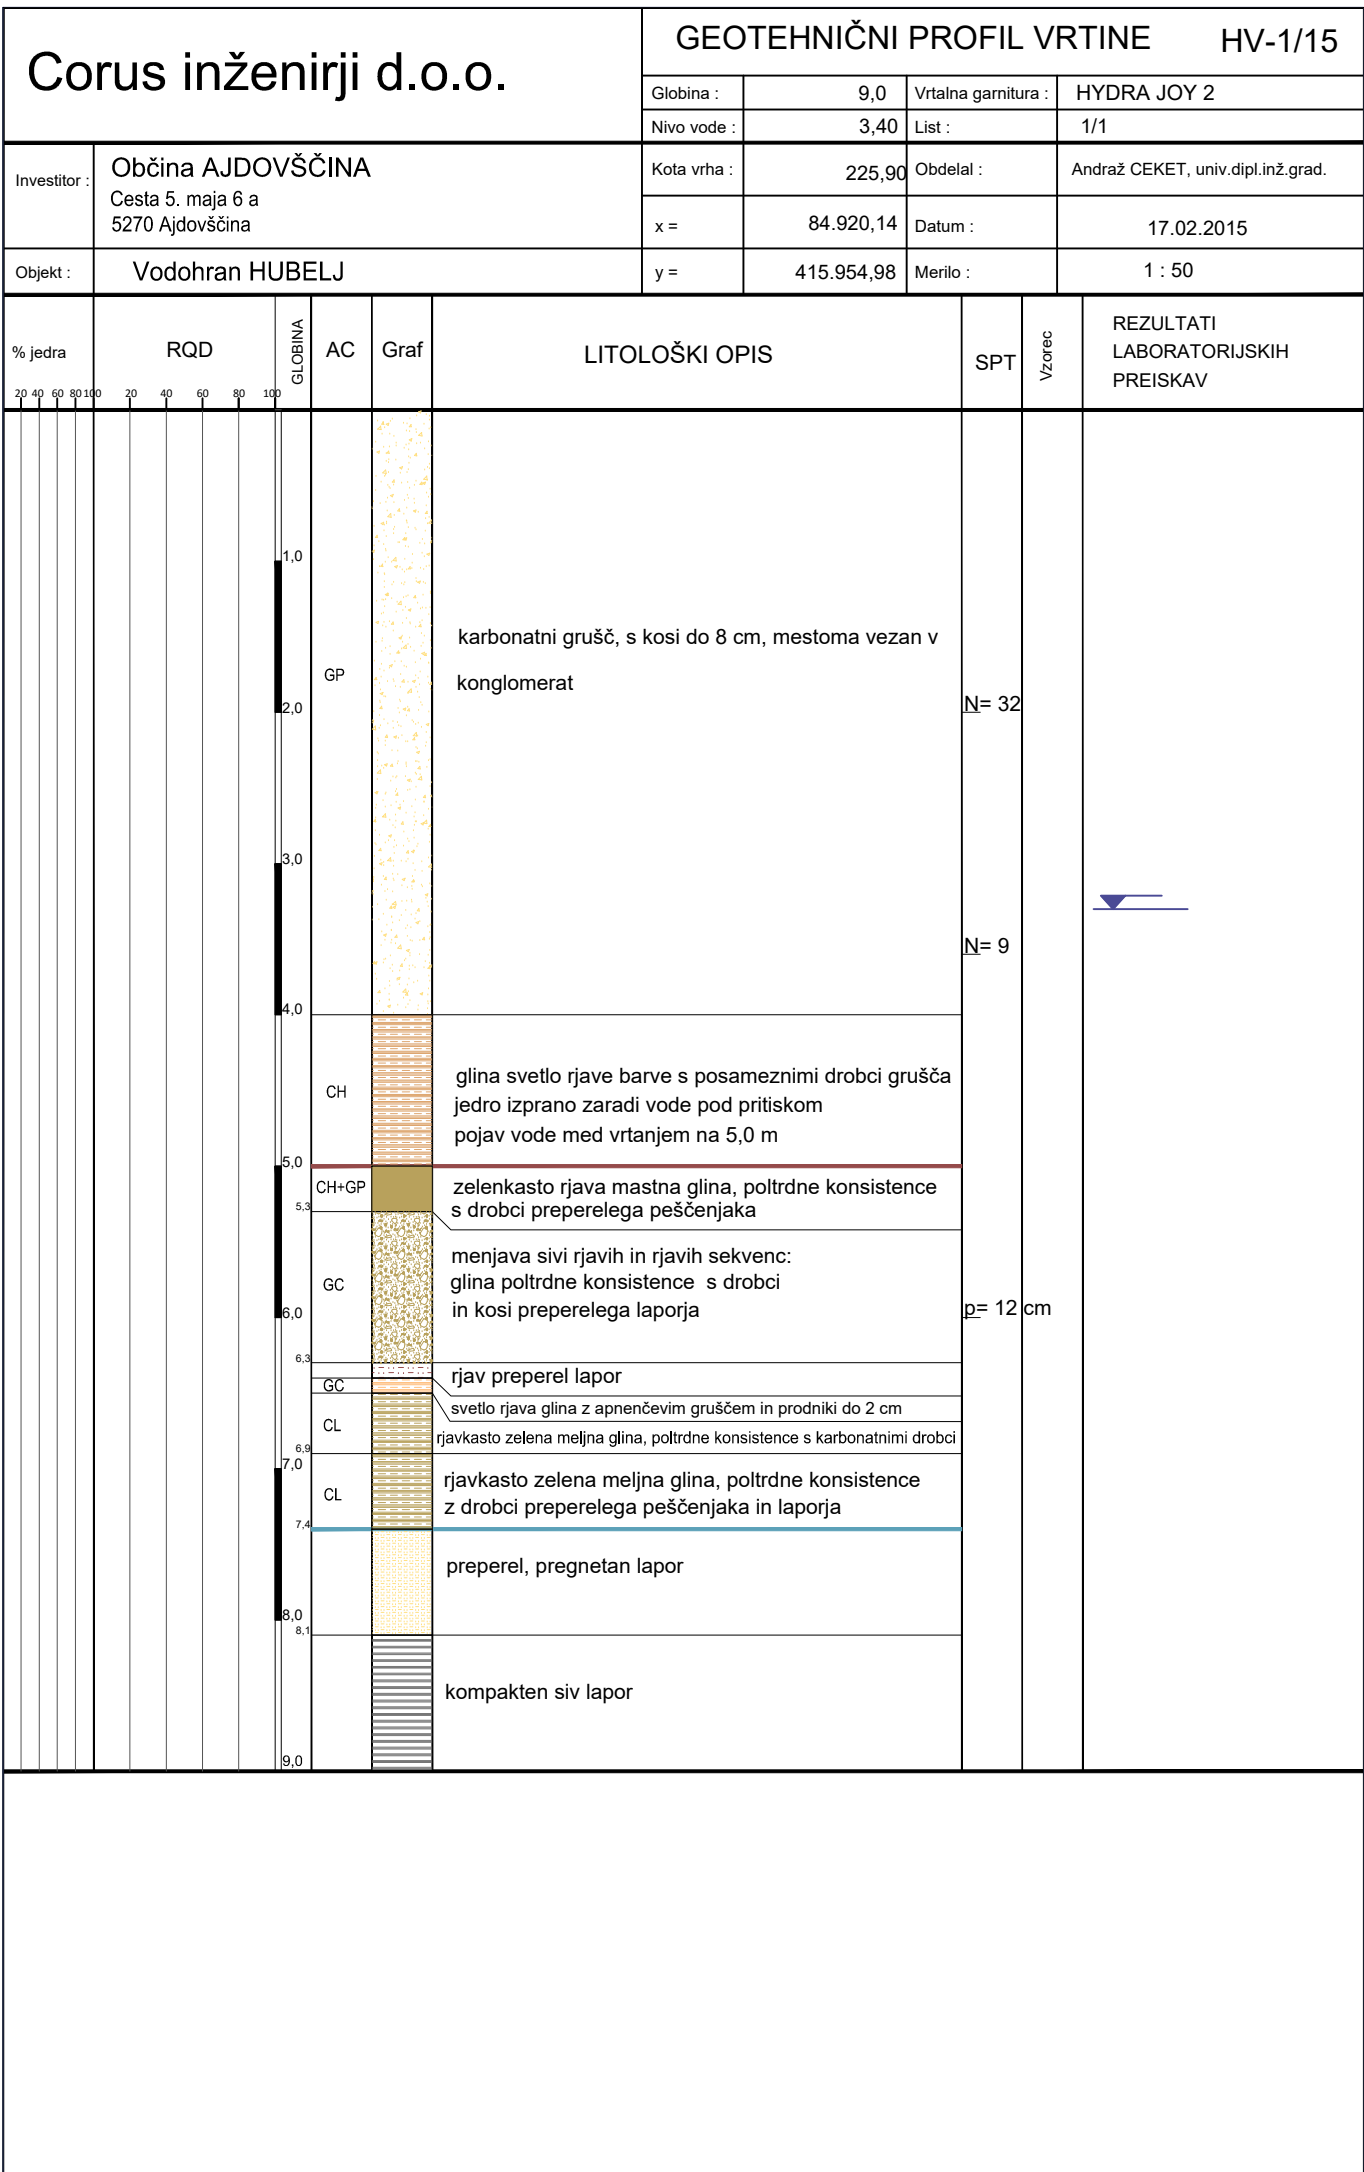 Corus inženirji d.o.o.
GEOTEHNIČNI PROFIL VRTINE HV-1/15
Globina : 9,0 Vrtalna garnitura : HYDRA JOY 2
Nivo vode : 3,40 List : 1/1
Investitor : Občina AJDOVŠČINA
Cesta 5. maja 6 a
5270 Ajdovščina
Kota vrha : 225,90 Obdelal : Andraž CEKET, univ.dipl.inž.grad.
x = 84.920,14 Datum : 17.02.2015
Objekt : Vodohran HUBELJ
y = 415.954,98 Merilo : 1 : 50
% jedra RQD GLOBINA AC Graf LITOLOŠKI OPIS SPT Vzorec
REZULTATI
LABORATORIJSKIH
PREISKAV
20 40 60 80 100 20 40 60 80 100
1,0
karbonatni grušč, s kosi do 8 cm, mestoma vezan v
GP
konglomerat
2,0
N= 32
3,0
N= 9
4,0
glina svetlo rjave barve s posameznimi drobci grušča
CH
jedro izprano zaradi vode pod pritiskom
pojav vode med vrtanjem na 5,0 m
5,0
CH+GP
zelenkasto rjava mastna glina, poltrdne konsistence
5,3
s drobci preperelega peščenjaka
menjava sivi rjavih in rjavih sekvenc:
GC
glina poltrdne konsistence s drobci
in kosi preperelega laporja
6,0
p= 12 cm
6,3
rjav preperel lapor
GC
svetlo rjava glina z apnenčevim gruščem in prodniki do 2 cm
CL
rjavkasto zelena meljna glina, poltrdne konsistence s karbonatnimi drobci
6,9
7,0
rjavkasto zelena meljna glina, poltrdne konsistence
CL
z drobci preperelega peščenjaka in laporja
7,4
preperel, pregnetan lapor
8,0
8,1
kompakten siv lapor
9,0